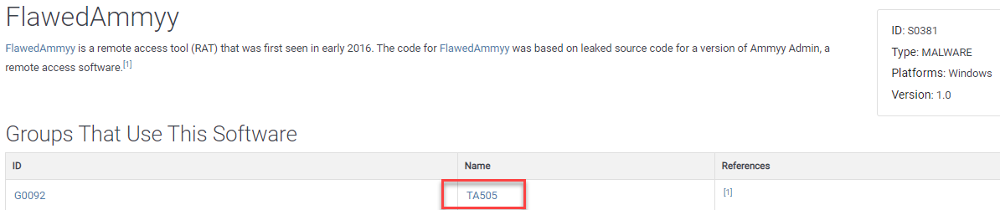 FlawedAmmyy
FlawedAmmyy is a remote access tool (RAT) that was first seen in early 2016. The code for FlawedAmmyy was based on leaked source code for a version of Ammyy Admin, a
remote access software.[1]
ID: S0381
Type: MALWARE
Platforms: Windows
Version: 1.0
Groups That Use This Software
ID Name References
G0092 TA505 [1]